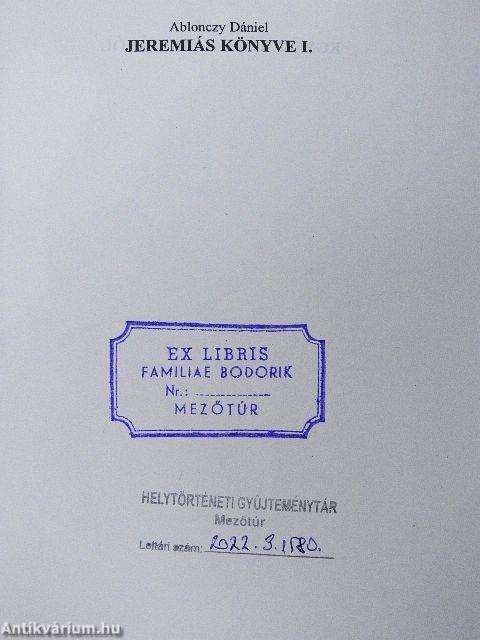 Ablonczy Dániel
JEREMIÁS KÖNYVE I.
EX LIBRIS
FAMILIAE BODORIK
Nr.:
MEZŐTÚR
HELYTÖRTÉNETI GYŰJTEMÉNYTÁR
Mezőtúr
Leltári szám: 2022.3.1580.
Antikvárium.hu